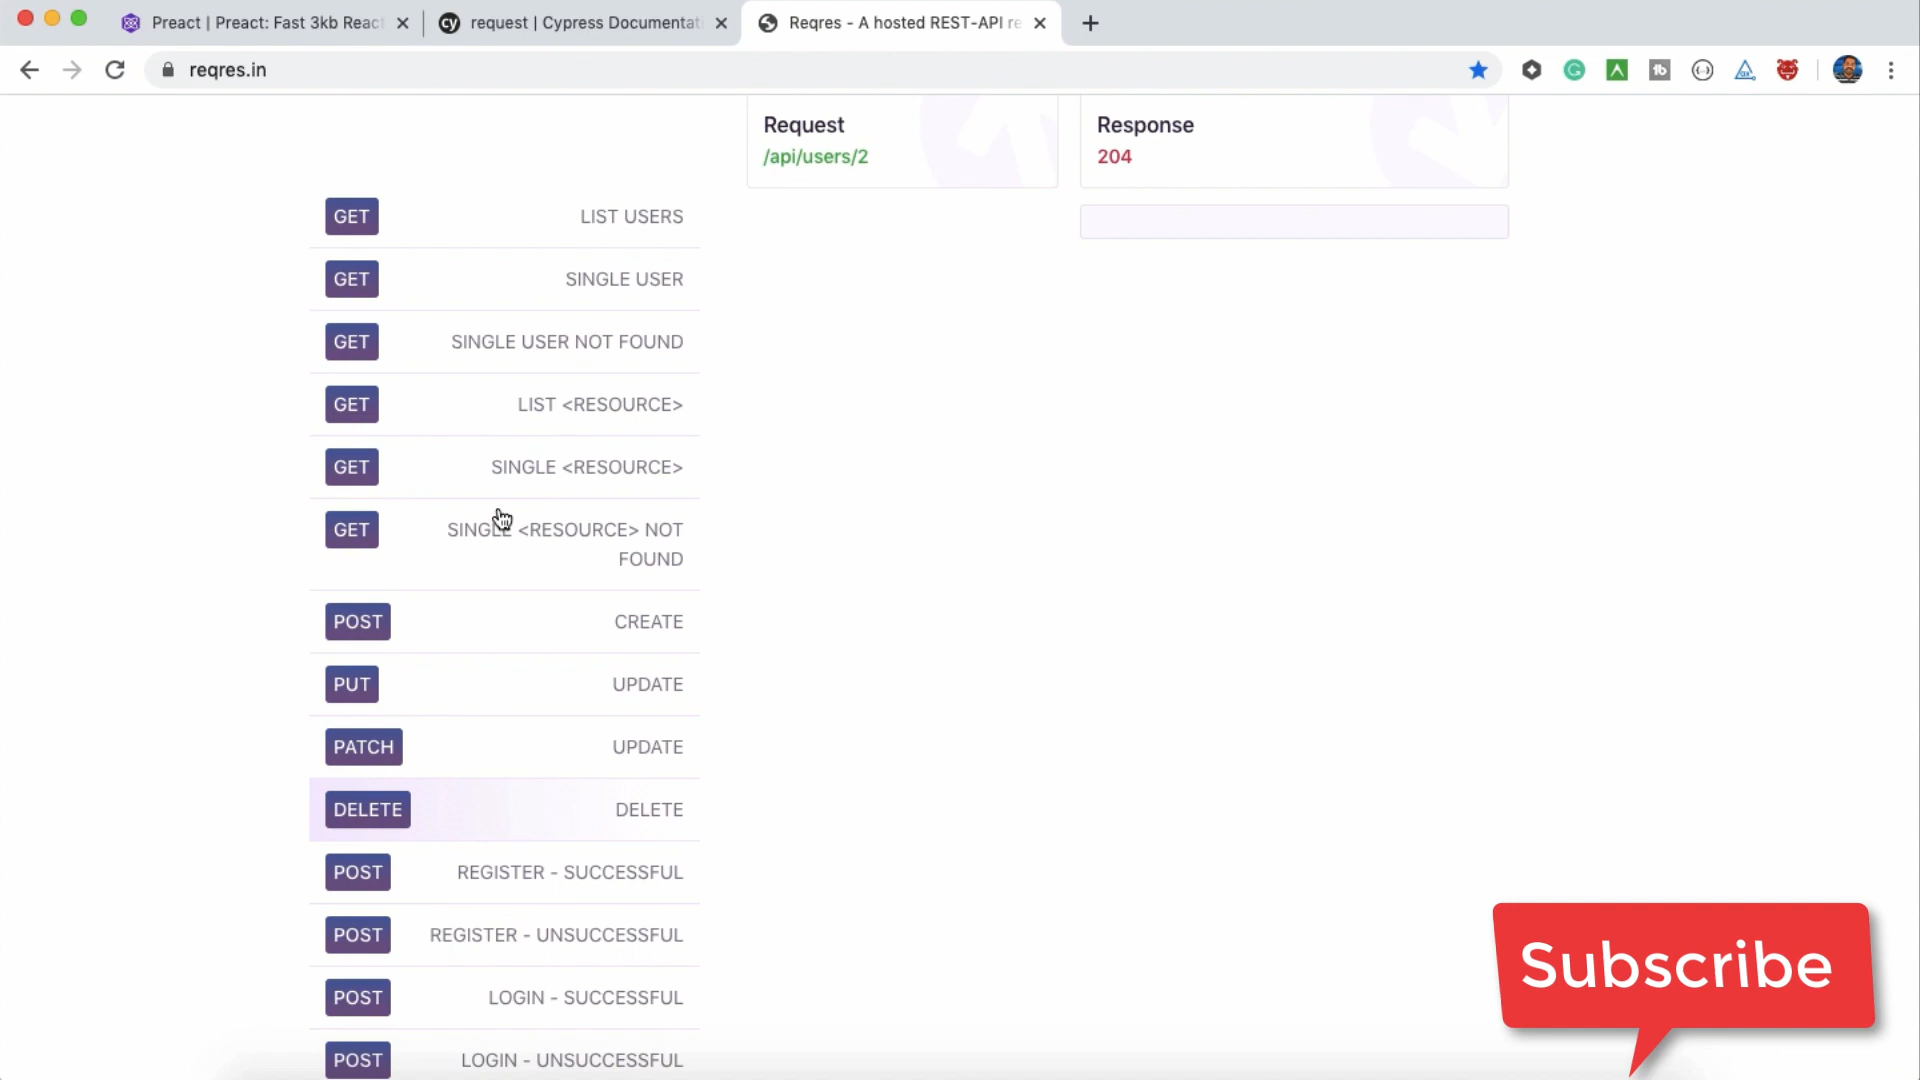 Preact | Preact: Fast 3kb React
request | Cypress Documentati
Reqres - A hosted REST-API re
reqres.in
Request
/api/users/2
Response
204
GET LIST USERS
GET SINGLE USER
GET SINGLE USER NOT FOUND
GET LIST <RESOURCE>
GET SINGLE <RESOURCE>
GET SINGLE <RESOURCE> NOT
FOUND
POST CREATE
PUT UPDATE
PATCH UPDATE
DELETE DELETE
POST REGISTER - SUCCESSFUL
POST REGISTER - UNSUCCESSFUL
POST LOGIN - SUCCESSFUL
POST LOGIN - UNSUCCESSFUL
Subscribe